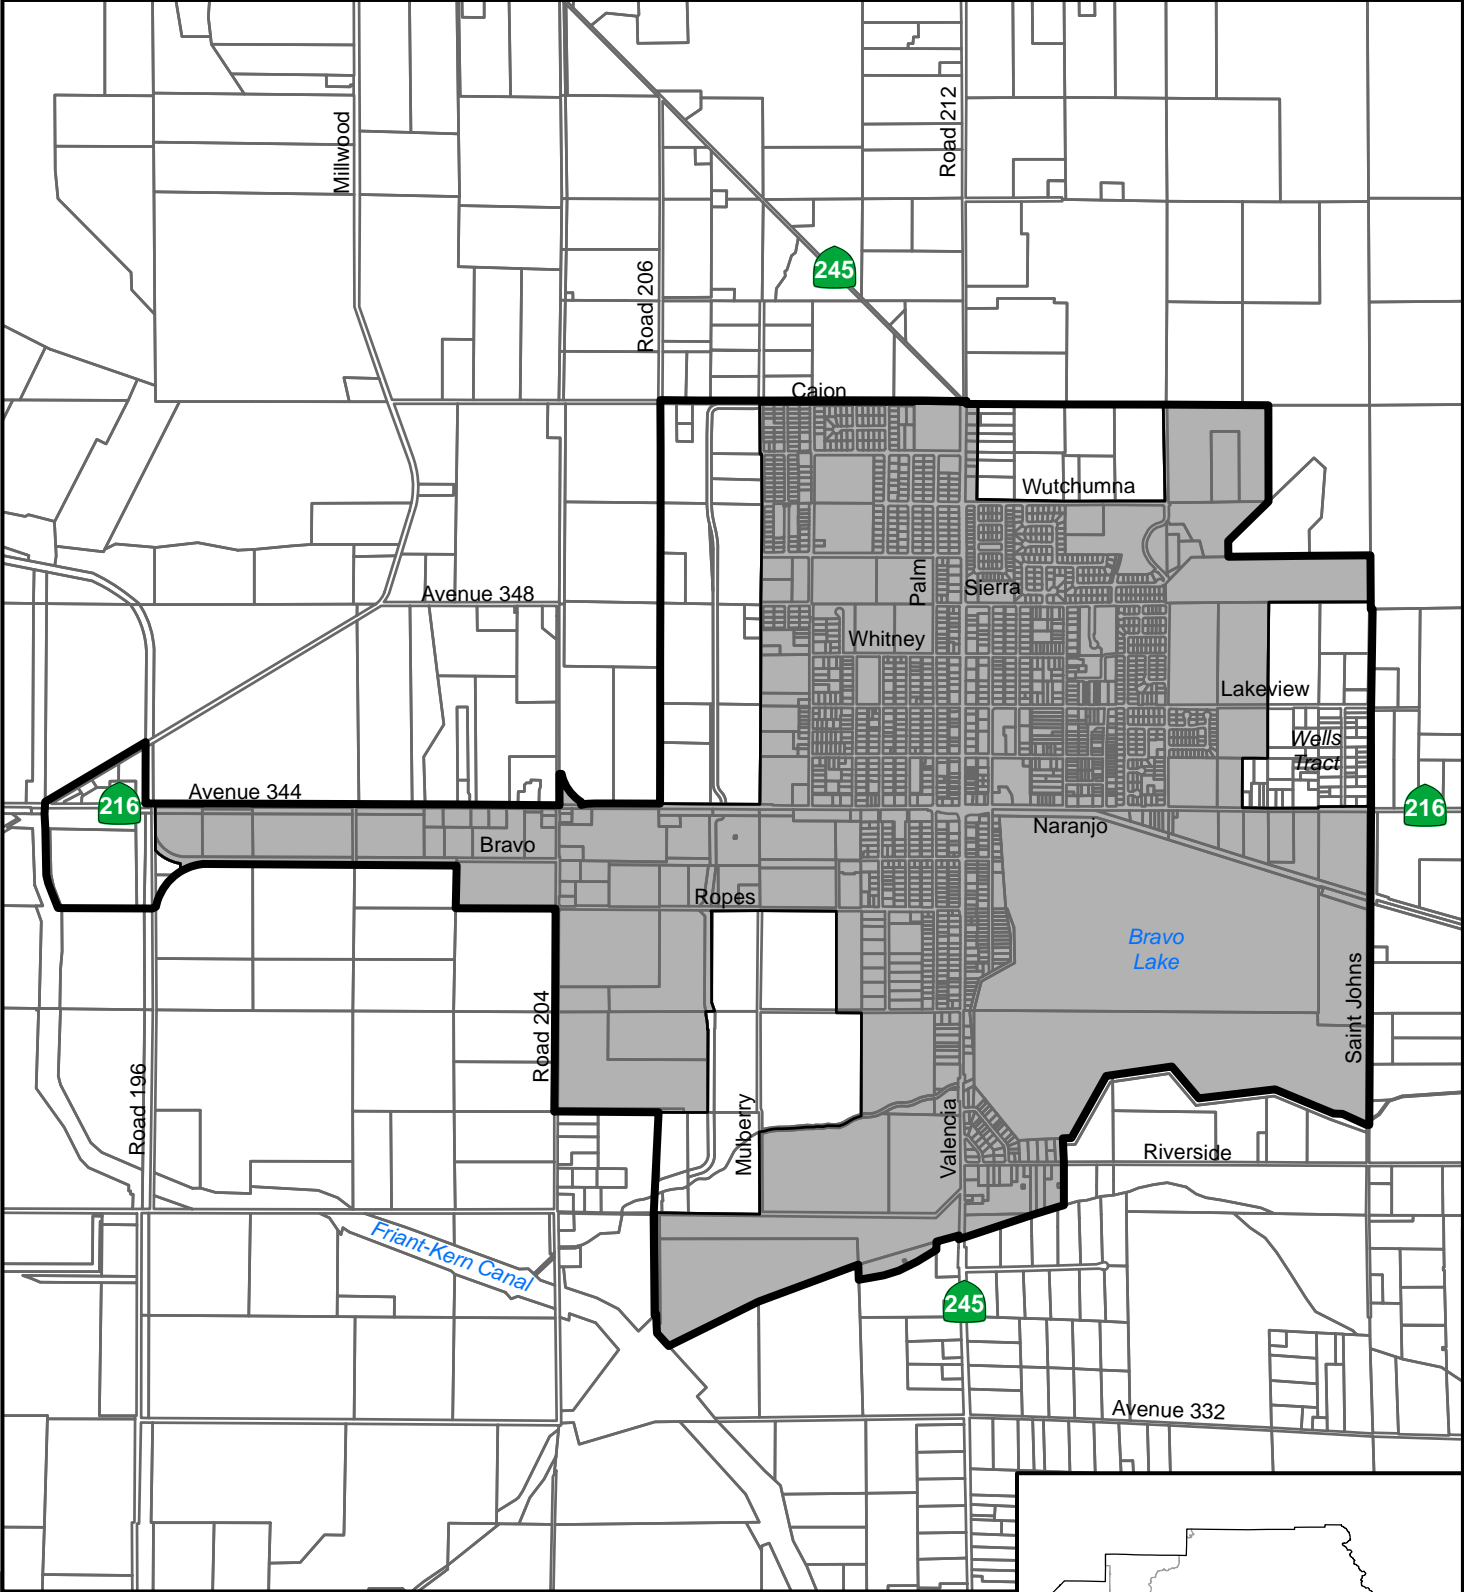 Millwood
Road 212
Road 206
245
Cajon
Wutchumna
Avenue 348
Palm
Sierra
Whitney
Lakeview
Wells
Tract
Avenue 344
216
216
Naranjo
Bravo
Ropes
Bravo
Lake
Saint Johns
Road 204
Road 196
Mulberry
Valencia
Riverside
Friant-Kern Canal
245
Avenue 332